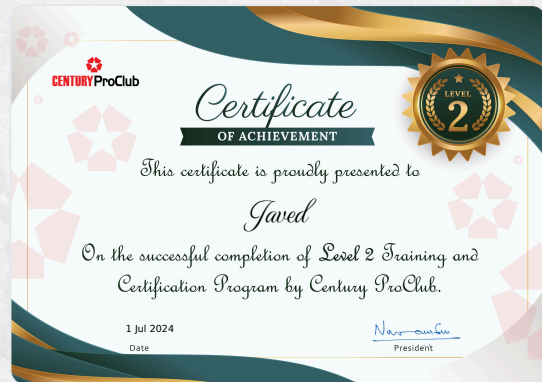 CENTURY ProClub
LEVEL
2
Certificate
OF ACHIEVEMENT
This certificate is proudly presented to
Javed
On the successful completion of Level 2 Training and
Certification Program by Century ProClub.
1 Jul 2024
Date
President